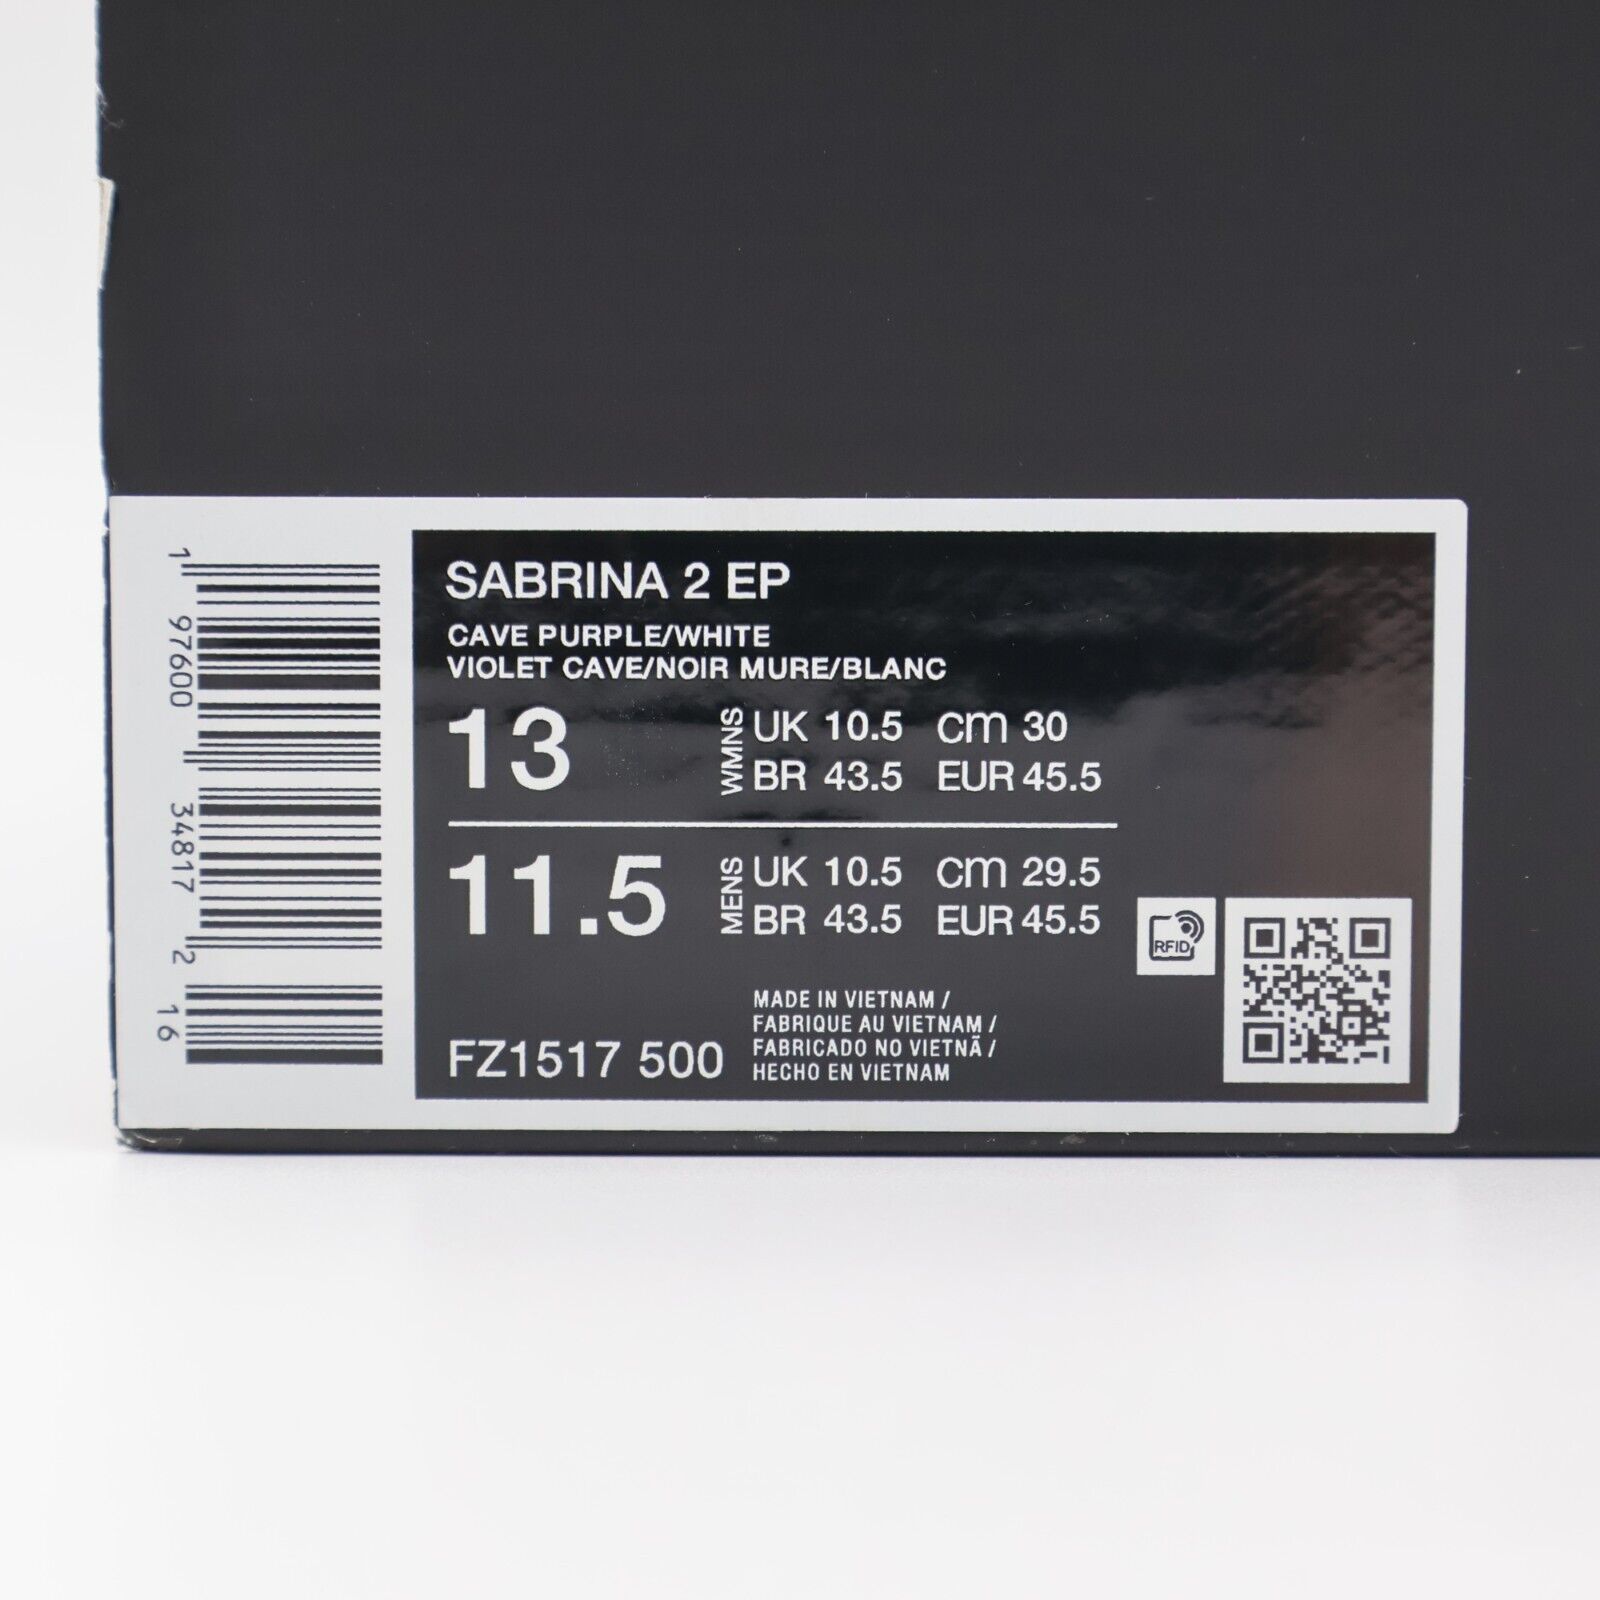 SABRINA 2 EP
CAVE PURPLE/WHITE
VIOLET CAVE/NOIR MURE/BLANC
13 WMNS UK 10.5 cm 30
BR 43.5 EUR 45.5
11.5 MENS UK 10.5 cm 29.5
BR 43.5 EUR 45.5
FZ1517 500
MADE IN VIETNAM /
FABRIQUE AU VIETNAM /
FABRICADO NO VIETNÃ /
HECHO EN VIETNAM
RFID
1 97600 34817 2 16